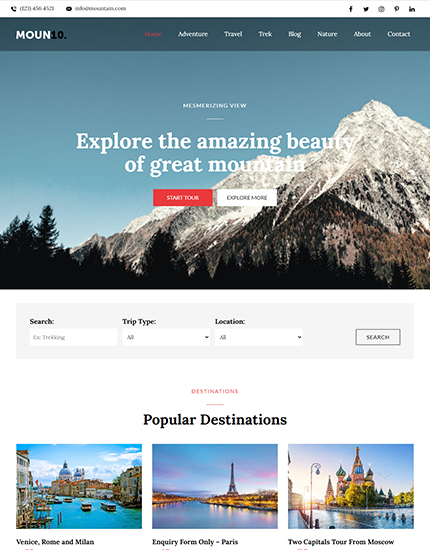 (123) 456 4521 info@mountain.com
MOUN10. Home Adventure Travel Trek Blog Nature About Contact
MESMERIZING VIEW
Explore the amazing beauty
of great mountain
START TOUR EXPLORE MORE
Search: Trip Type: Location:
Ex: Trekking All All SEARCH
DESTINATIONS
Popular Destinations
Venice, Rome and Milan Enquiry Form Only – Paris Two Capitals Tour From Moscow